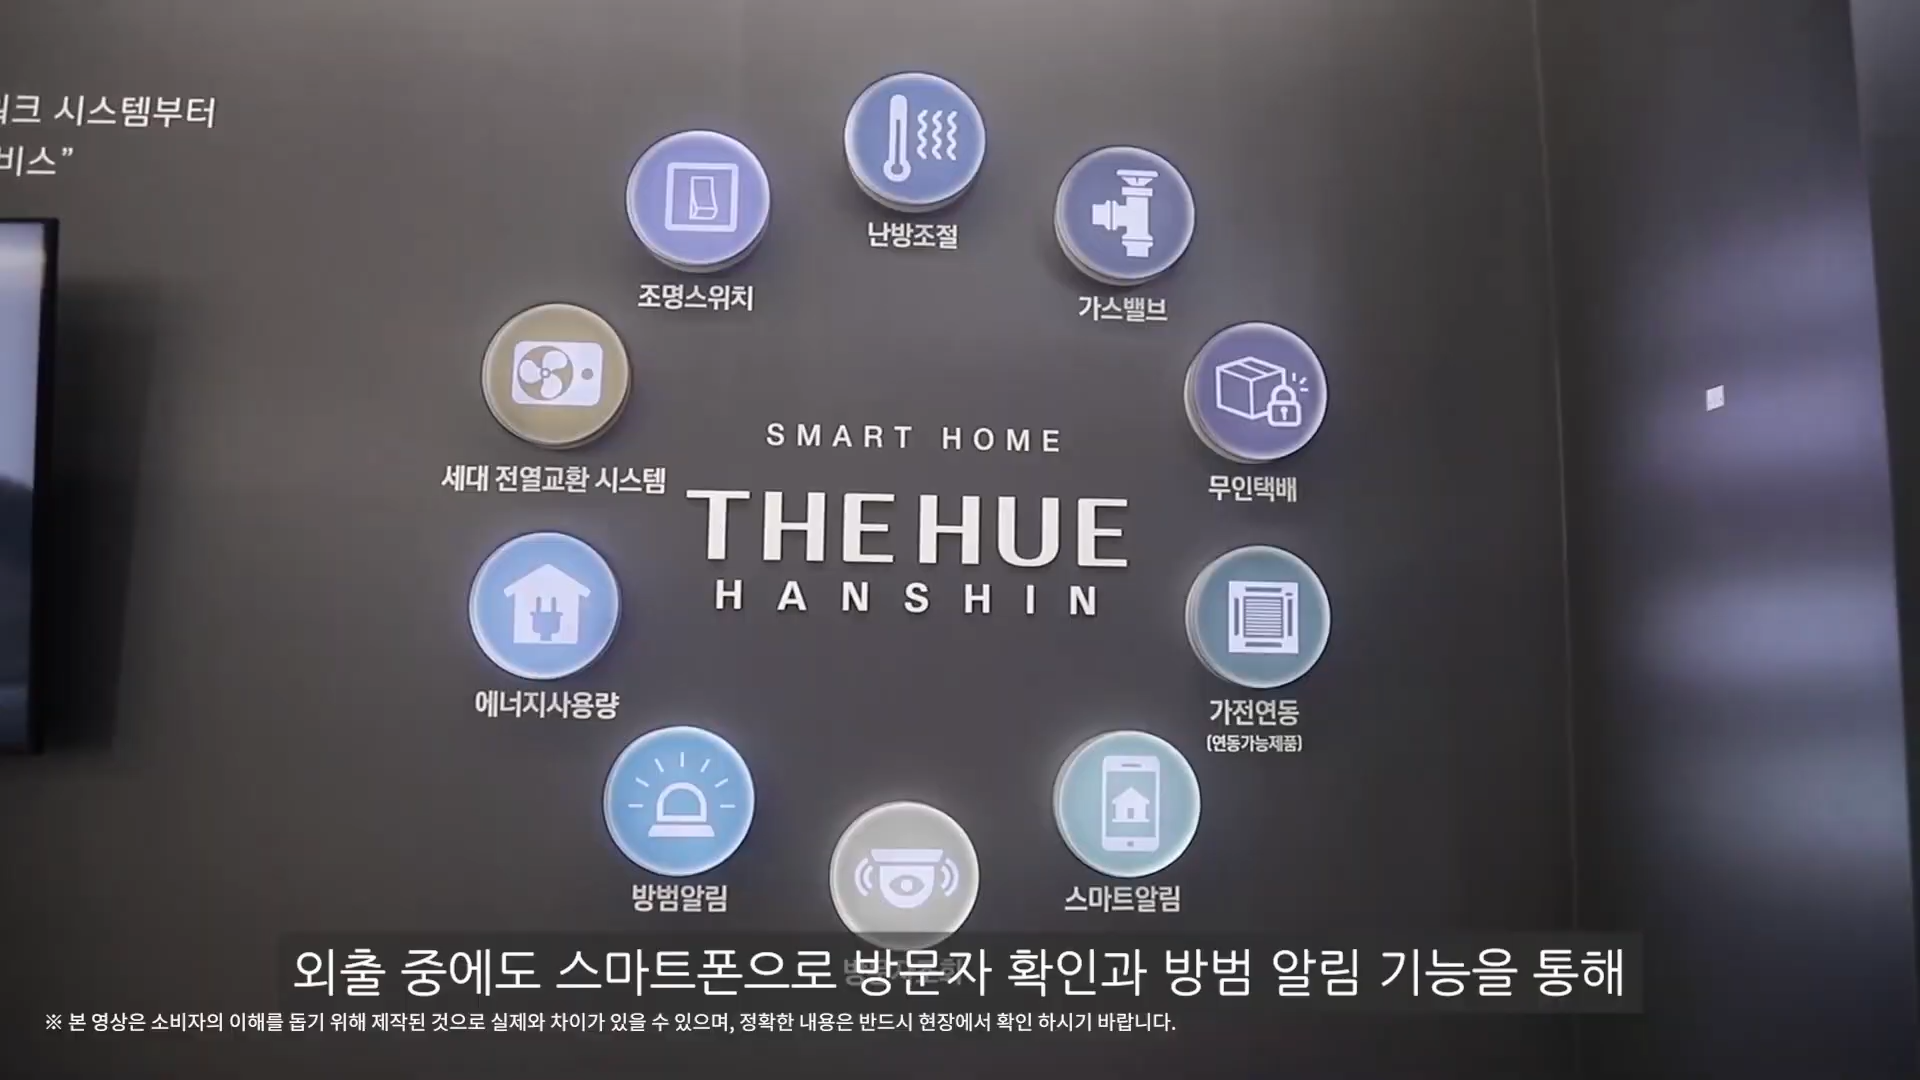 시스템부터
난방조절
조명스위치
가스밸브
SMART HOME
세대 전열교환 시스템
무인택배
THE HUE
HANSHIN
에너지사용량
가전연동
(연동가능제품)
방범알림
스마트알림
외출 중에도 스마트폰으로 방문자 확인과 방범 알림 기능을 통해
※ 본 영상은 소비자의 이해를 돕기 위해 제작된 것으로 실제와 차이가 있을 수 있으며, 정확한 내용은 반드시 현장에서 확인 하시기 바랍니다.